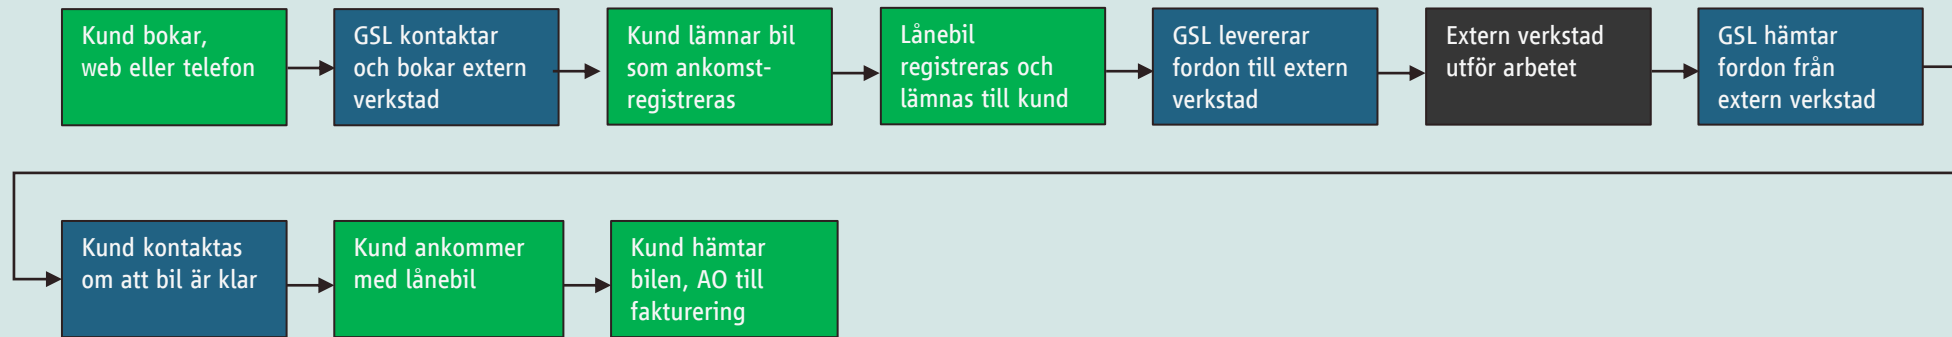 Kund bokar,
web eller telefon
GSL kontaktar
och bokar extern
verkstad
Kund lämnar bil
som ankomst-
registreras
Lånebil
registreras och
lämnas till kund
GSL levererar
fordon till extern
verkstad
Extern verkstad
utför arbetet
GSL hämtar
fordon från
extern verkstad
Kund kontaktas
om att bil är klar
Kund ankommer
med lånebil
Kund hämtar
bilen, AO till
fakturering